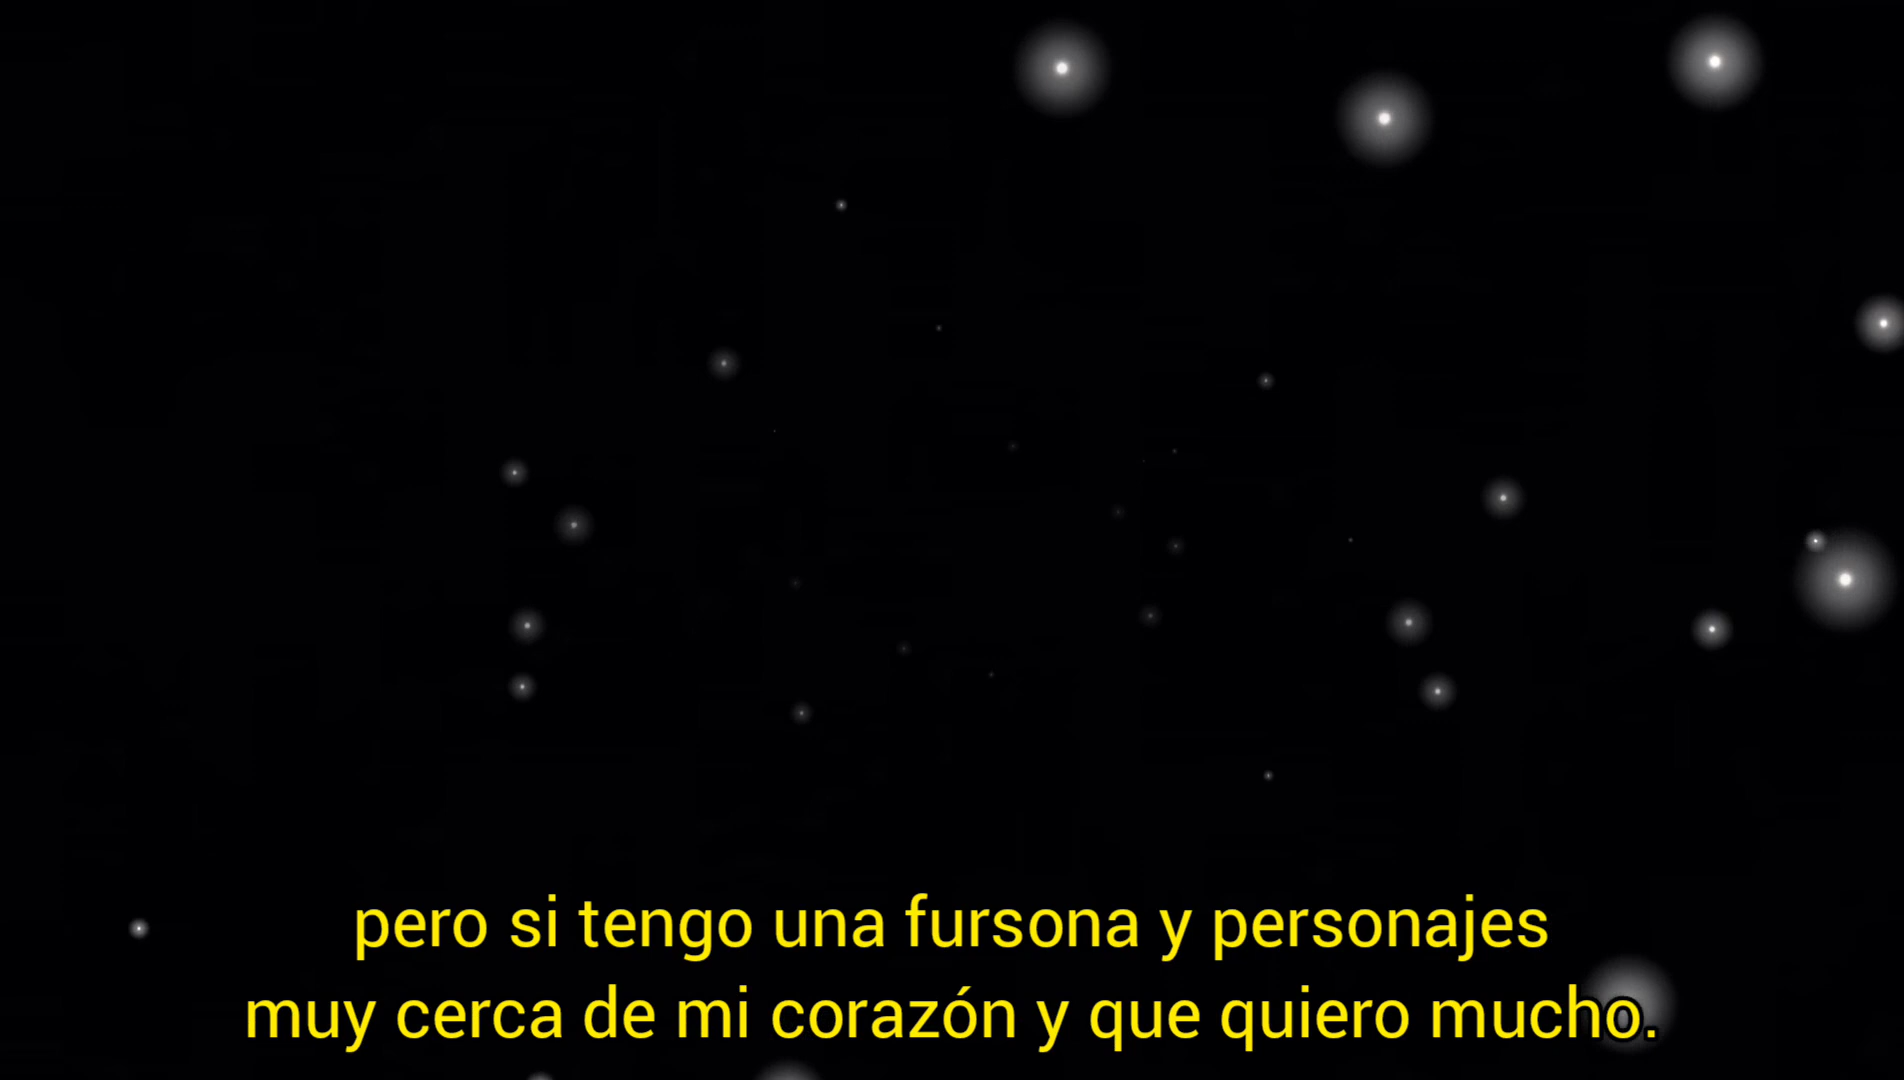 pero si tengo una fursona y personajes
muy cerca de mi corazón y que quiero mucho.